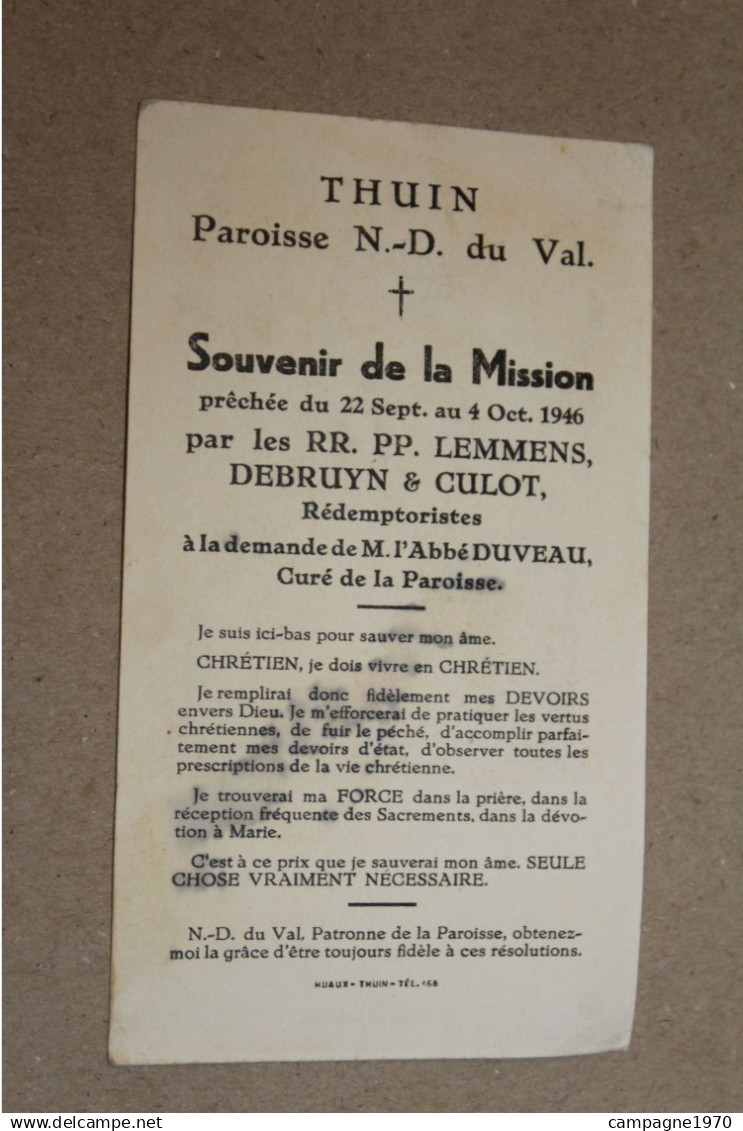 THUIN
Paroisse N.-D. du Val.
Souvenir de la Mission
prêchée du 22 Sept. au 4 Oct. 1946
par les RR. PP. LEMMENS,
DEBRUYN & CULOT,
Rédemptoristes
à la demande de M. l'Abbé DUVEAU,
Curé de la Paroisse.
Je suis ici-bas pour sauver mon âme.
CHRÉTIEN, je dois vivre en CHRÉTIEN.
Je remplirai donc fidèlement mes DEVOIRS
envers Dieu. Je m'efforcerai de pratiquer les vertus
chrétiennes, de fuir le péché, d'accomplir parfai-
tement mes devoirs d'état, d'observer toutes les
prescriptions de la vie chrétienne.
Je trouverai ma FORCE dans la prière, dans la
réception fréquente des Sacrements, dans la dévo-
tion à Marie.
C'est à ce prix que je sauverai mon âme. SEULE
CHOSE VRAIMENT NÉCESSAIRE.
N.-D. du Val, Patronne de la Paroisse, obtenez-
moi la grâce d'être toujours fidèle à ces résolutions.
HUAUX - THUIN - TÉL.
delcampe.net
campagne1970